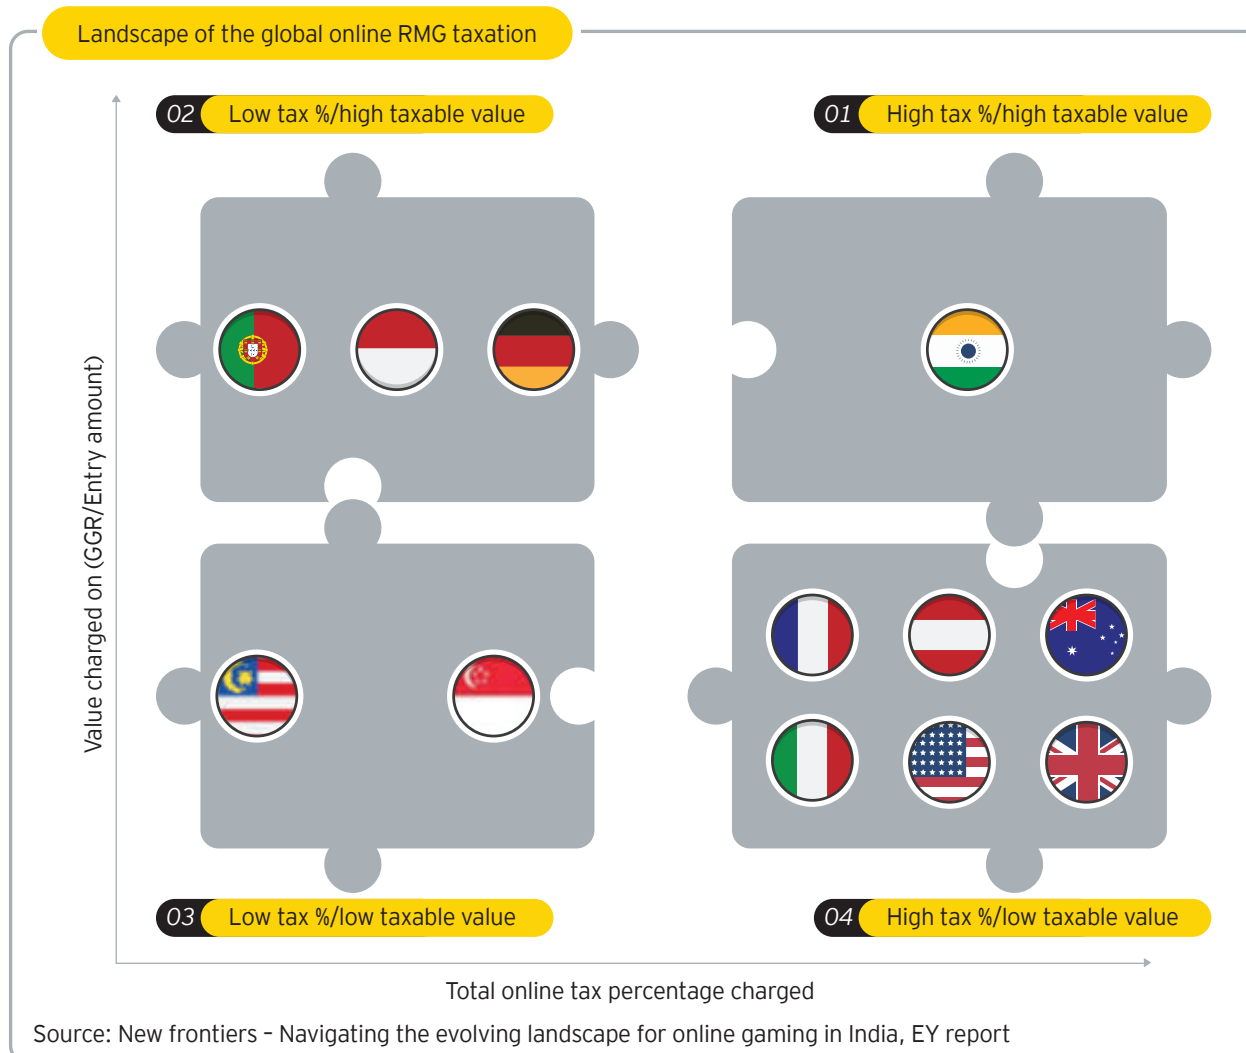 Landscape of the global online RMG taxation
02 Low tax %/high taxable value
01 High tax %/high taxable value
Value charged on (GGR/Entry amount)
03 Low tax %/low taxable value
04 High tax %/low taxable value
Total online tax percentage charged
Source: New frontiers – Navigating the evolving landscape for online gaming in India, EY report